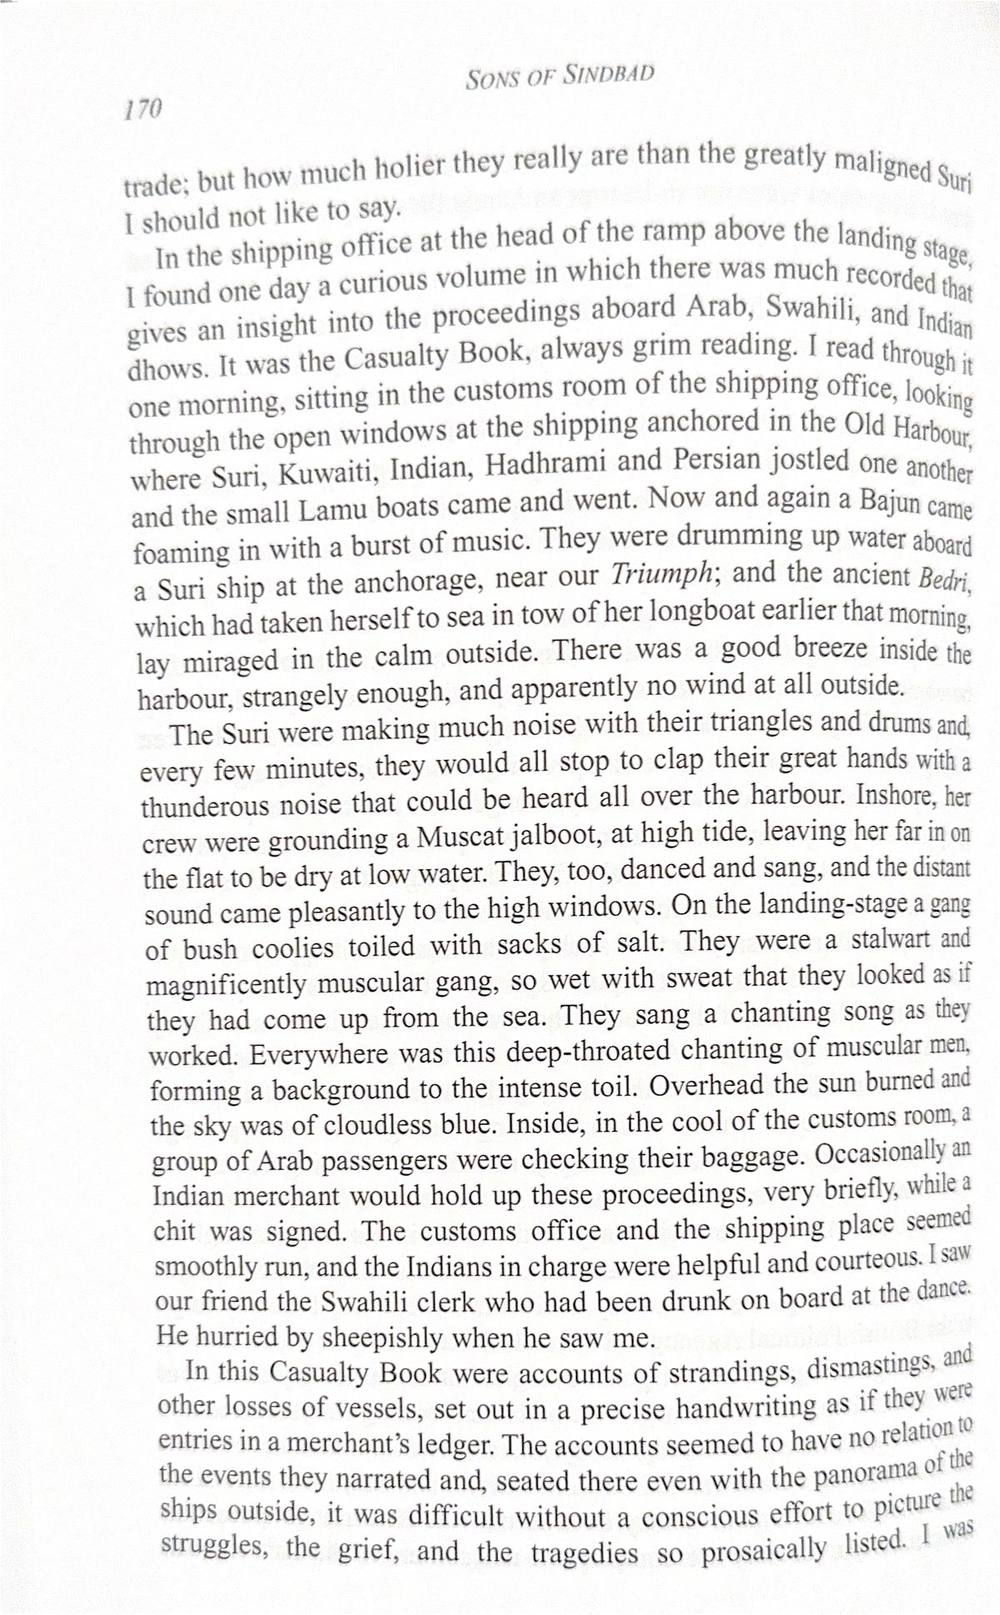 SONS OF SINDBAD
170
trade; but how much holier they really are than the greatly maligned Suri
I should not like to say.
In the shipping office at the head of the ramp above the landing stage,
I found one day a curious volume in which there was much recorded that
gives an insight into the proceedings aboard Arab, Swahili, and Indian
dhows. It was the Casualty Book, always grim reading. I read through it
one morning, sitting in the customs room of the shipping office, looking
through the open windows at the shipping anchored in the Old Harbour,
where Suri, Kuwaiti, Indian, Hadhrami and Persian jostled one another
and the small Lamu boats came and went. Now and again a Bajun came
foaming in with a burst of music. They were drumming up water aboard
a Suri ship at the anchorage, near our Triumph; and the ancient Bedri,
which had taken herself to sea in tow of her longboat earlier that morning,
lay miraged in the calm outside. There was a good breeze inside the
harbour, strangely enough, and apparently no wind at all outside.
The Suri were making much noise with their triangles and drums and,
every few minutes, they would all stop to clap their great hands with a
thunderous noise that could be heard all over the harbour. Inshore, her
crew were grounding a Muscat jalboot, at high tide, leaving her far in on
the flat to be dry at low water. They, too, danced and sang, and the distant
sound came pleasantly to the high windows. On the landing-stage a gang
of bush coolies toiled with sacks of salt. They were a stalwart and
magnificently muscular gang, so wet with sweat that they looked as if
they had come up from the sea. They sang a chanting song as they
worked. Everywhere was this deep-throated chanting of muscular men,
forming a background to the intense toil. Overhead the sun burned and
the sky was of cloudless blue. Inside, in the cool of the customs room, a
group of Arab passengers were checking their baggage. Occasionally an
Indian merchant would hold up these proceedings, very briefly, while a
chit was signed. The customs office and the shipping place seemed
smoothly run, and the Indians in charge were helpful and courteous. I saw
our friend the Swahili clerk who had been drunk on board at the dance.
He hurried by sheepishly when he saw me.
In this Casualty Book were accounts of strandings, dismastings, and
other losses of vessels, set out in a precise handwriting as if they were
entries in a merchant's ledger. The accounts seemed to have no relation to
the events they narrated and, seated there even with the panorama of the
ships outside, it was difficult without a conscious effort to picture the
struggles, the grief, and the tragedies so prosaically listed. I was